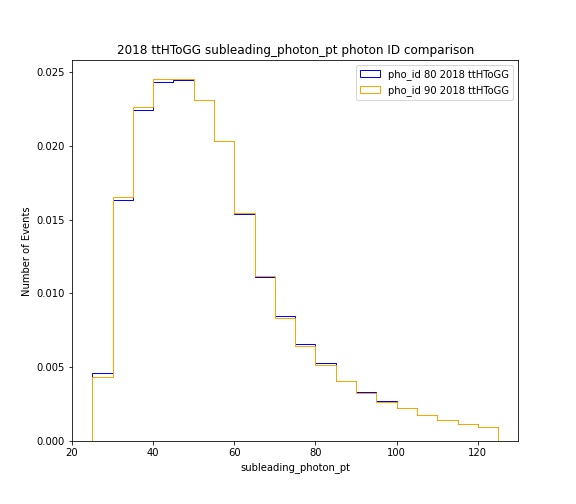 2018 ttHToGG subleading_photon_pt photon ID comparison
pho_id 80 2018 ttHToGG
pho_id 90 2018 ttHToGG
Number of Events
0.025
0.020
0.015
0.010
0.005
0.000
20 40 60 80 100 120
subleading_photon_pt